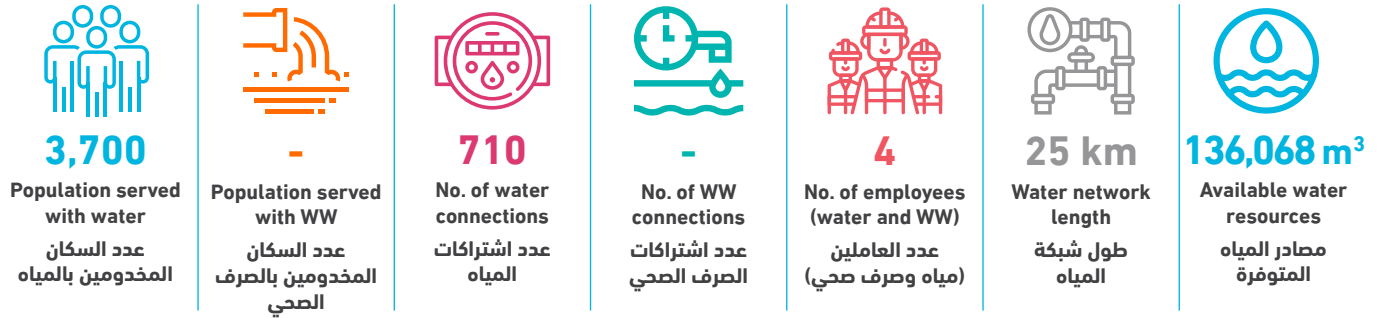 3,700
Population served
with water
عدد السكان
المخدومين بالمياه
-
Population served
with WW
عدد السكان
المخدومين بالصرف
الصحي
710
No. of water
connections
عدد اشتراكات
المياه
-
No. of WW
connections
عدد اشتراكات
الصرف الصحي
4
No. of employees
(water and WW)
عدد العاملين
(مياه وصرف صحي)
25 km
Water network
length
طول شبكة
المياه
136,068 m³
Available water
resources
مصادر المياه
المتوفرة